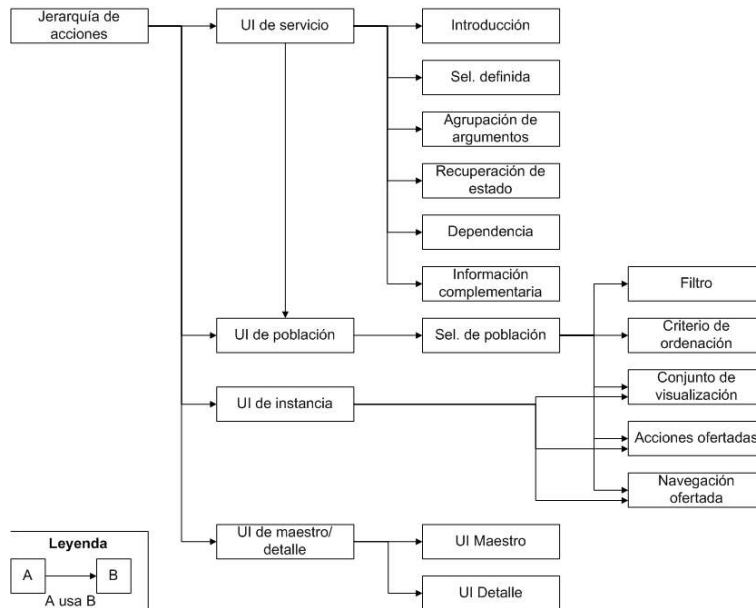 Jerarquía de
acciones
UI de servicio
Introducción
Sel. definida
Agrupación de
argumentos
Recuperación de
estado
Dependencia
Información
complementaria
Filtro
UI de población
Sel. de población
Criterio de
ordenación
UI de instancia
Conjunto de
visualización
Acciones ofertadas
Navegación
ofertada
UI de maestro/
detalle
UI Maestro
UI Detalle
Leyenda
A
B
A usa B